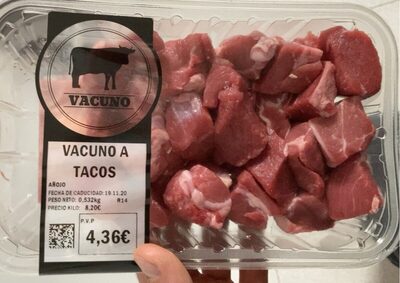 VACUNO
VACUNO A
TACOS
AÑOJO
FECHA DE CADUCIDAD:19.11.20
PESO NETO: 0,532kg R14
PRECIO KILO: 8,20€
P.V.P
4,36€